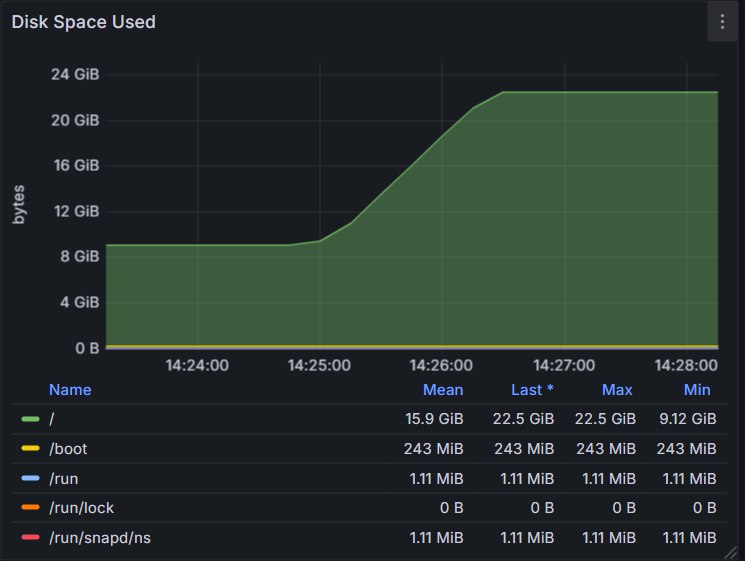 Disk Space Used
bytes
24 GiB
20 GiB
16 GiB
12 GiB
8 GiB
4 GiB
0 B
14:24:00 14:25:00 14:26:00 14:27:00 14:28:00
Name Mean Last * Max Min
/ 15.9 GiB 22.5 GiB 22.5 GiB 9.12 GiB
/boot 243 MiB 243 MiB 243 MiB 243 MiB
/run 1.11 MiB 1.11 MiB 1.11 MiB 1.11 MiB
/run/lock 0 B 0 B 0 B 0 B
/run/snapd/ns 1.11 MiB 1.11 MiB 1.11 MiB 1.11 MiB